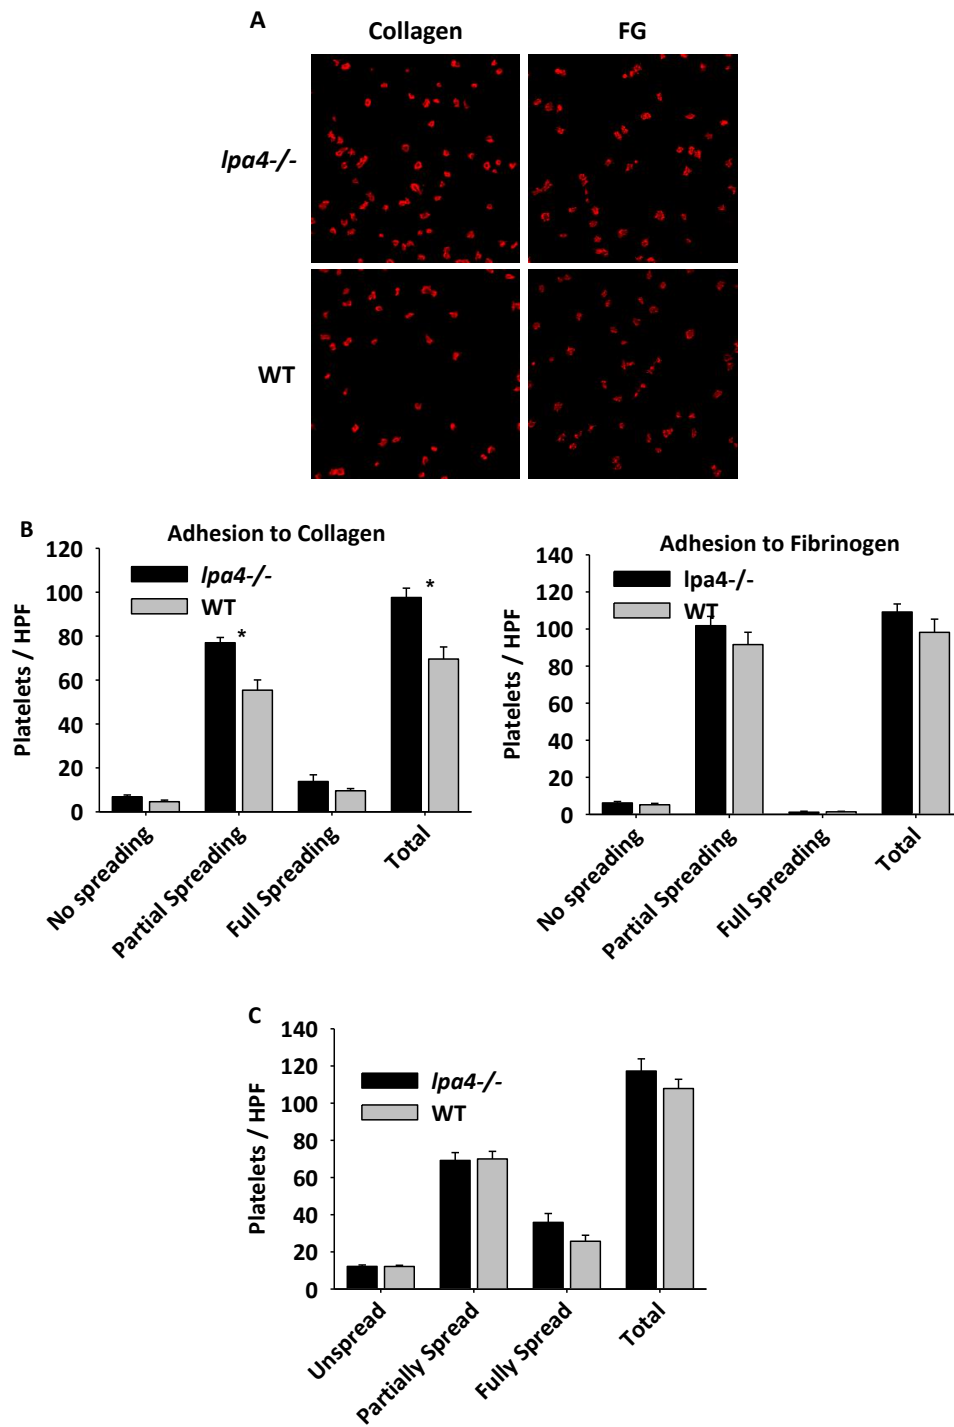 A
Collagen
FG
lpa4-/-
WT
B
Adhesion to Collagen
120
100
80
60
40
20
0
Platelets / HPF
lpa4-/-
WT
*
*
No spreading
Partial Spreading
Full Spreading
Total
Adhesion to Fibrinogen
140
120
100
80
60
40
20
0
Platelets / HPF
lpa4-/-
WT
No spreading
Partial Spreading
Full Spreading
Total
C
140
120
100
80
60
40
20
0
Platelets / HPF
lpa4-/-
WT
Unspread
Partially Spread
Fully Spread
Total